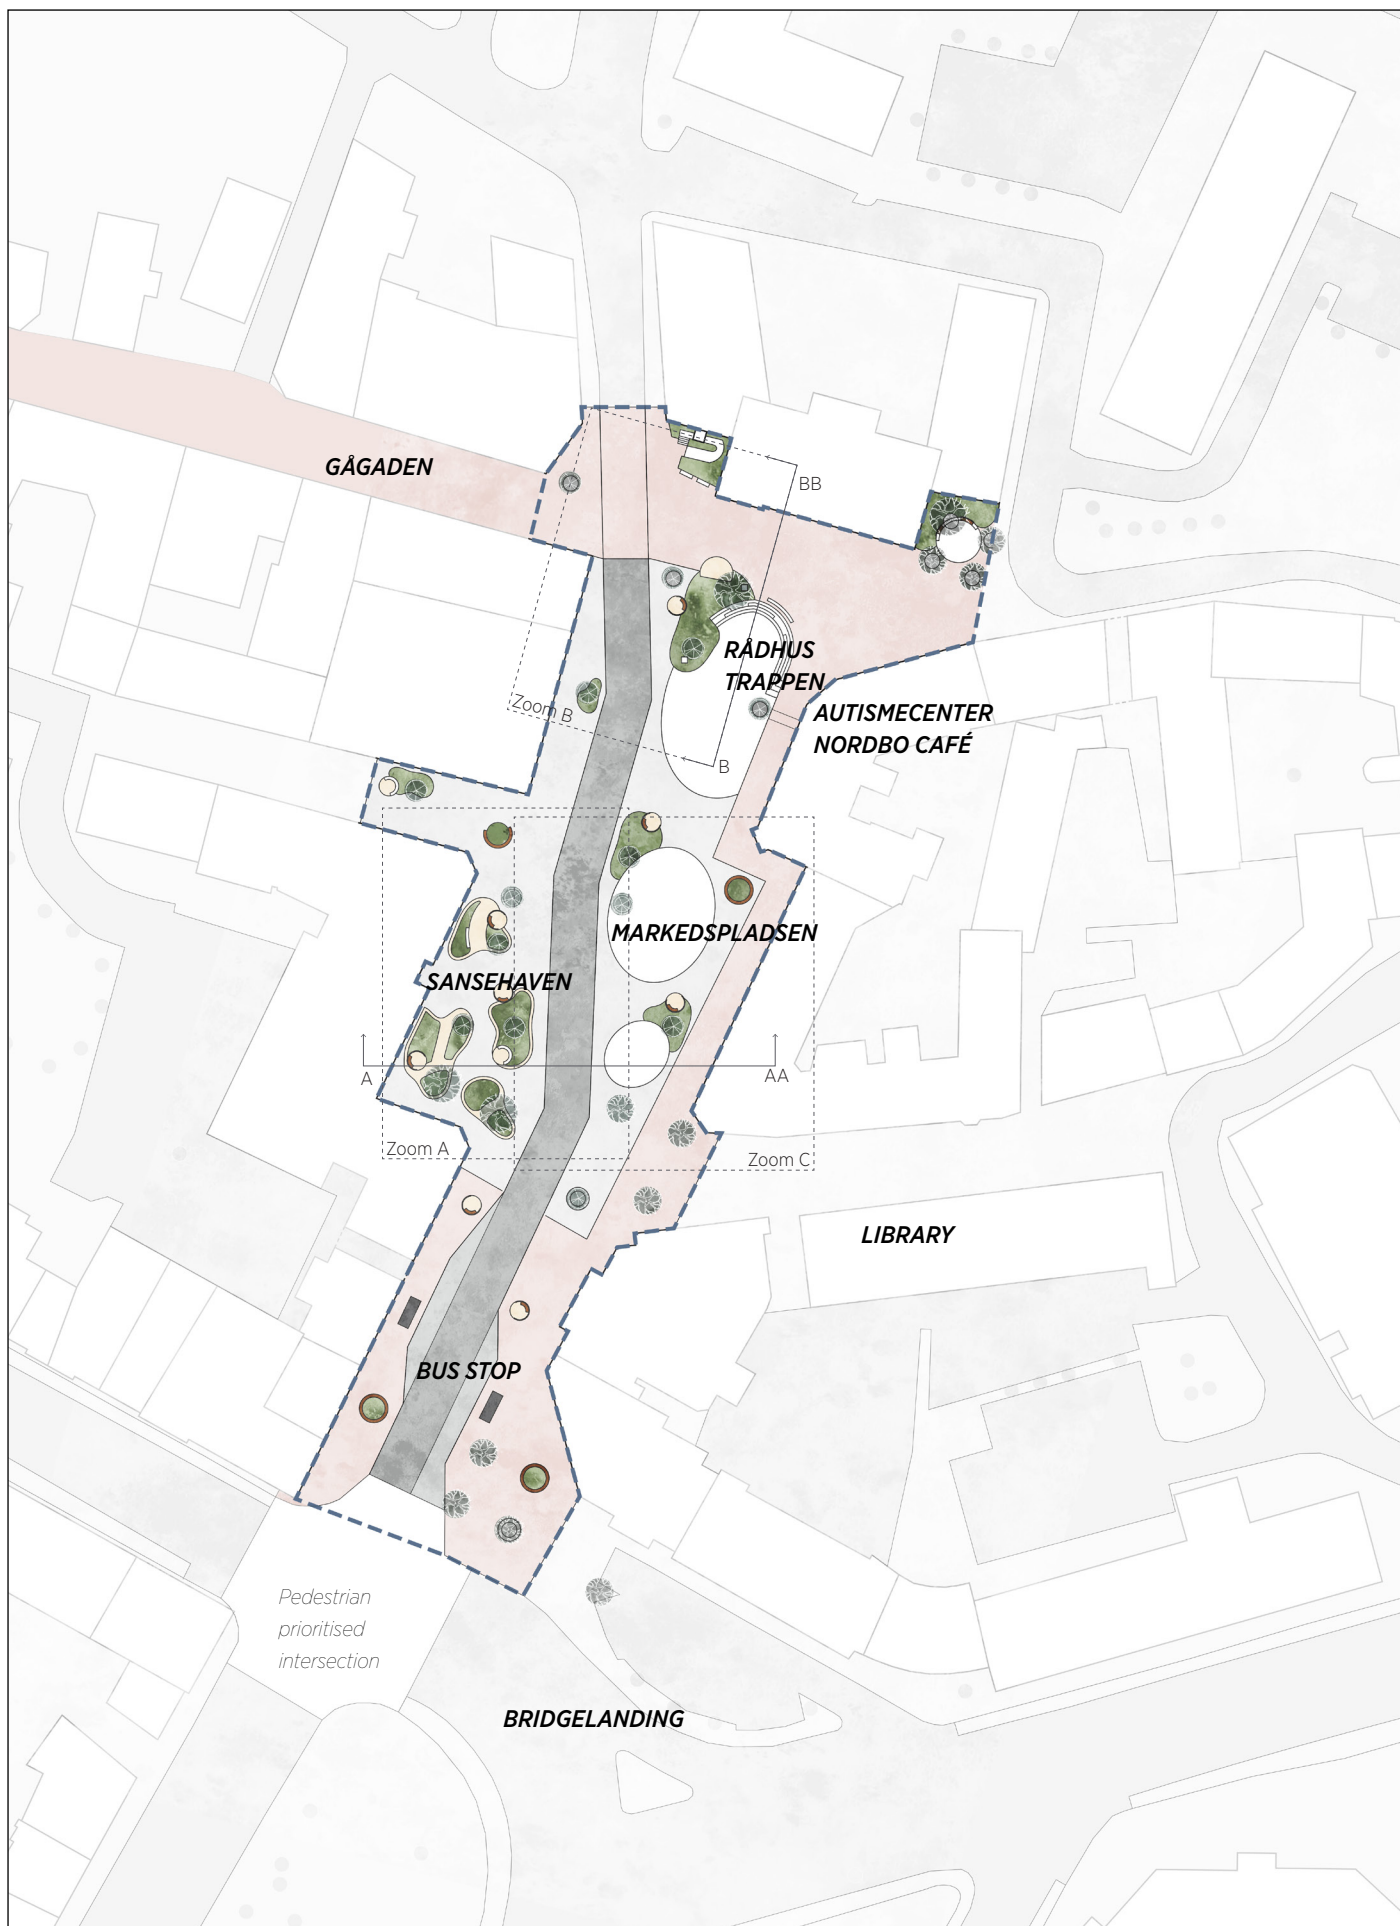 GÅGADEN
BB
RÅDHUS
TRAPPEN
Zoom B
AUTISMECENTER
NORDBO CAFÉ
B
MARKEDSPLADSEN
SANSEHAVEN
A
AA
Zoom A
Zoom C
LIBRARY
BUS STOP
Pedestrian
prioritised
intersection
BRIDGELANDING